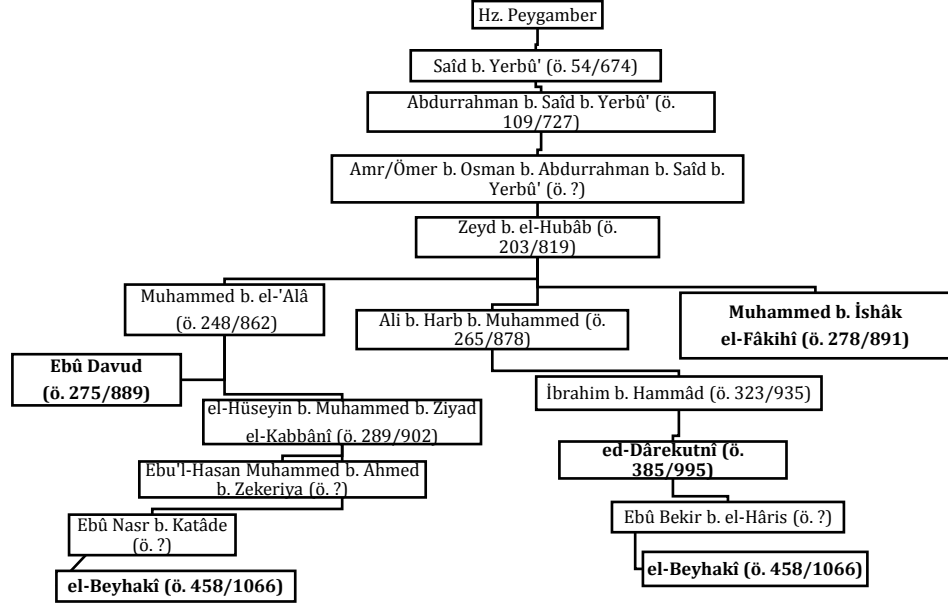 Hz. Peygamber
Saîd b. Yerbû' (ö. 54/674)
Abdurrahman b. Saîd b. Yerbû' (ö.
109/727)
Amr/Ömer b. Osman b. Abdurrahman b. Saîd b.
Yerbû' (ö. ?)
Zeyd b. el-Hubâb (ö.
203/819)
Muhammed b. el-'Alâ
(ö. 248/862)
Ali b. Harb b. Muhammed (ö.
265/878)
Muhammed b. İshâk
el-Fâkihî (ö. 278/891)
Ebû Davud
(ö. 275/889)
İbrahim b. Hammâd (ö. 323/935)
el-Hüseyin b. Muhammed b. Ziyad
el-Kabbânî (ö. 289/902)
ed-Dârekutnî (ö.
385/995)
Ebu'l-Hasan Muhammed b. Ahmed
b. Zekeriya (ö. ?)
Ebû Bekir b. el-Hâris (ö. ?)
Ebû Nasr b. Katâde
(ö. ?)
el-Beyhakî (ö. 458/1066)
el-Beyhakî (ö. 458/1066)